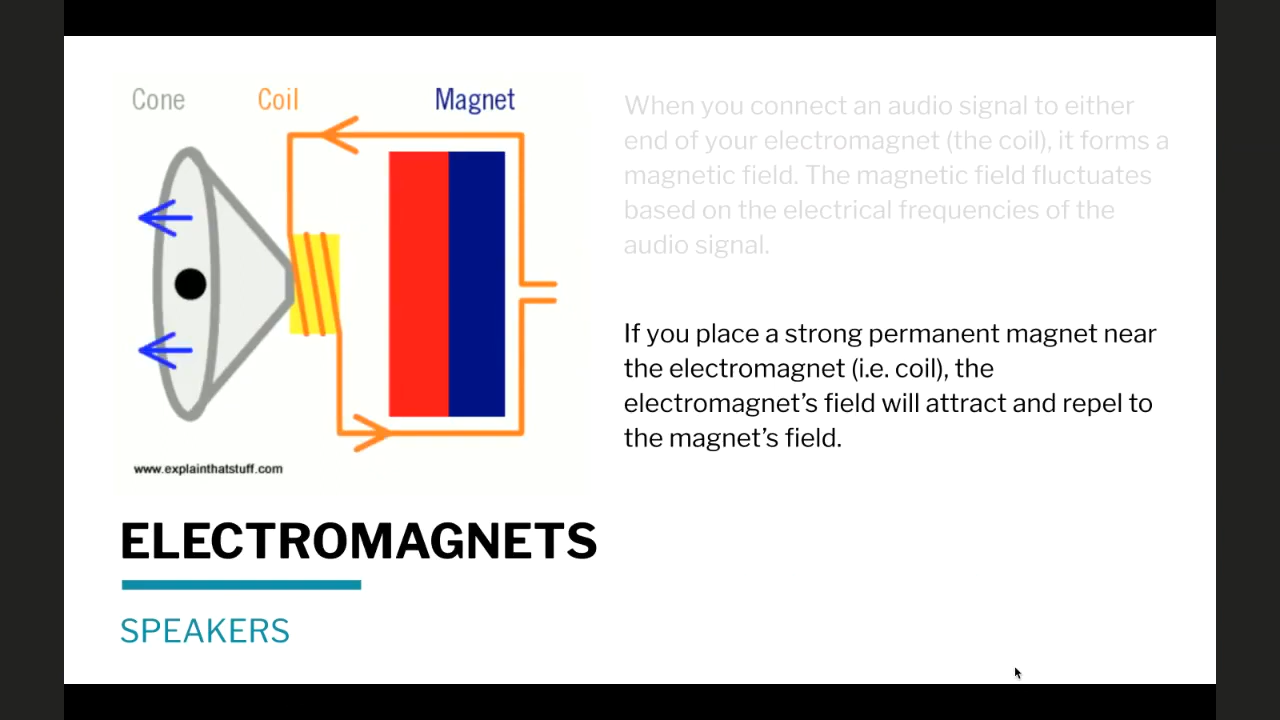 Cone Coil Magnet
www.explainthatstuff.com
ELECTROMAGNETS
SPEAKERS
When you connect an audio signal to either
end of your electromagnet (the coil), it forms a
magnetic field. The magnetic field fluctuates
based on the electrical frequencies of the
audio signal.
If you place a strong permanent magnet near
the electromagnet (i.e. coil), the
electromagnet’s field will attract and repel to
the magnet’s field.